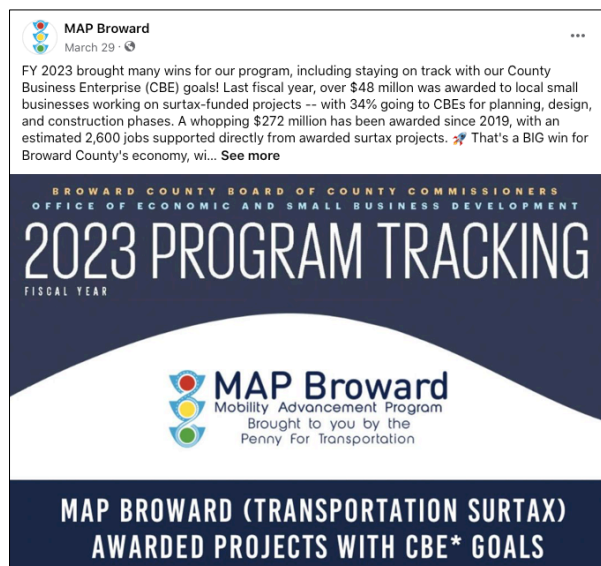 MAP Broward
March 29 ·
FY 2023 brought many wins for our program, including staying on track with our County
Business Enterprise (CBE) goals! Last fiscal year, over $48 millon was awarded to local small
businesses working on surtax-funded projects -- with 34% going to CBEs for planning, design,
and construction phases. A whopping $272 million has been awarded since 2019, with an
estimated 2,600 jobs supported directly from awarded surtax projects. 🚀 That's a BIG win for
Broward County's economy, wi... See more
BROWARD COUNTY BOARD OF COUNTY COMMISSIONERS
OFFICE OF ECONOMIC AND SMALL BUSINESS DEVELOPMENT
2023 PROGRAM TRACKING
FISCAL YEAR
MAP Broward
Mobility Advancement Program
Brought to you by the
Penny For Transportation
MAP BROWARD (TRANSPORTATION SURTAX)
AWARDED PROJECTS WITH CBE* GOALS